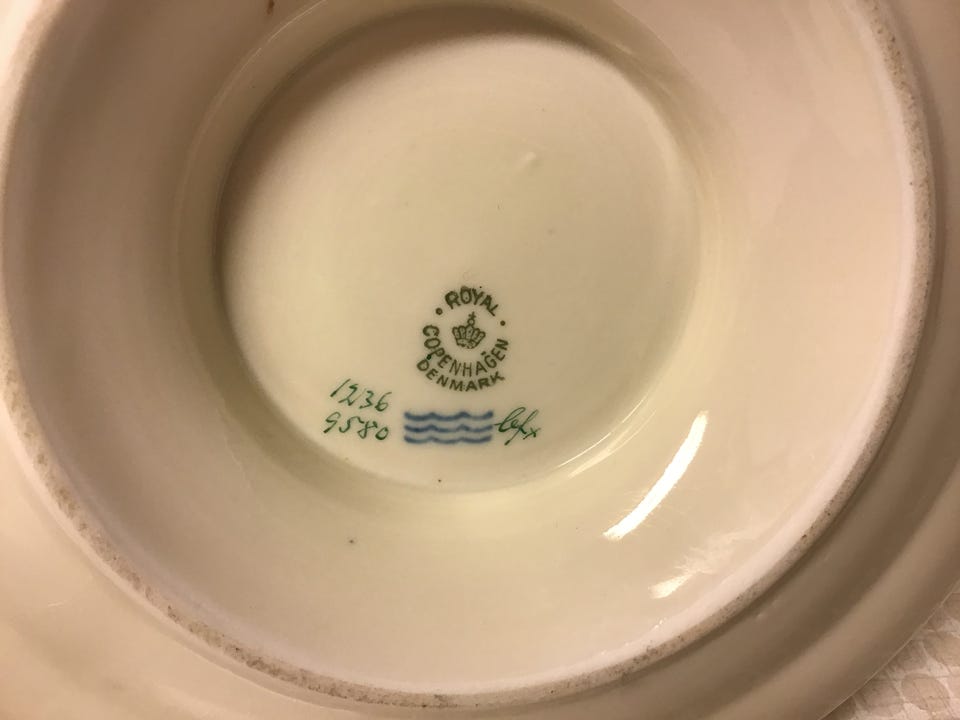 ROYAL
COPENHAGEN
DENMARK
1236
9580